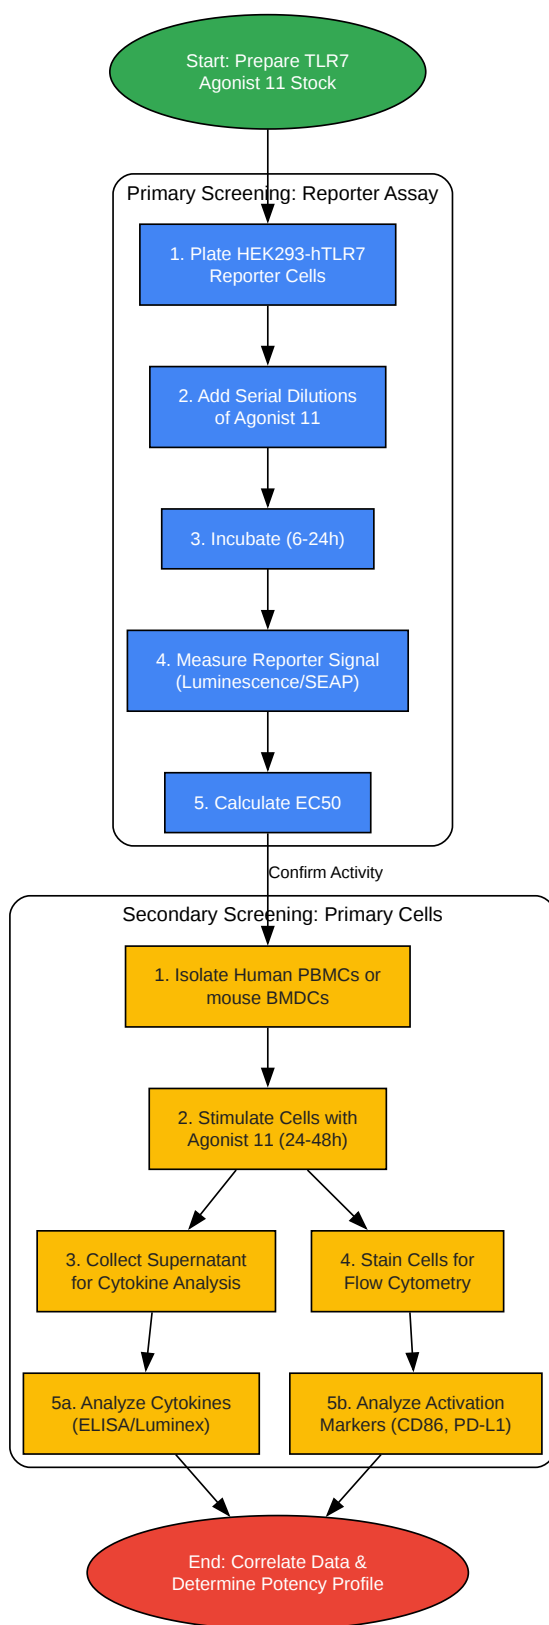 Start: Prepare TLR7
Agonist 11 Stock
Primary Screening: Reporter Assay
1. Plate HEK293-hTLR7
Reporter Cells
2. Add Serial Dilutions
of Agonist 11
3. Incubate (6-24h)
4. Measure Reporter Signal
(Luminescence/SEAP)
5. Calculate EC50
Confirm Activity
Secondary Screening: Primary Cells
1. Isolate Human PBMCs or
mouse BMDCs
2. Stimulate Cells with
Agonist 11 (24-48h)
3. Collect Supernatant
for Cytokine Analysis
4. Stain Cells for
Flow Cytometry
5a. Analyze Cytokines
(ELISA/Luminex)
5b. Analyze Activation
Markers (CD86, PD-L1)
End: Correlate Data &
Determine Potency Profile